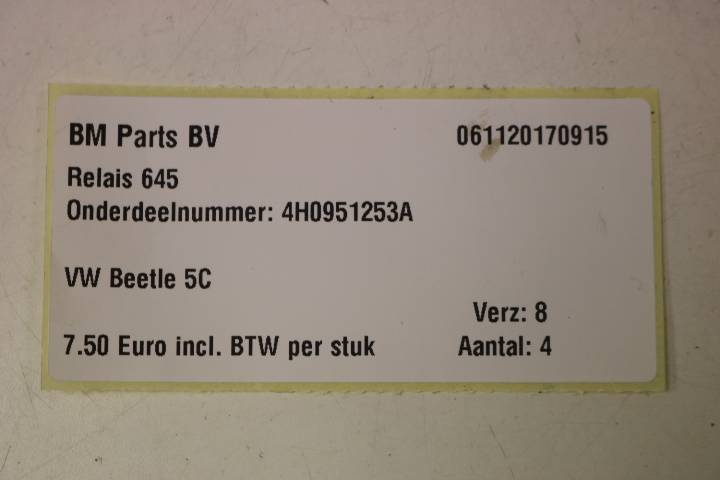 BM Parts BV 061120170915
Relais 645
Onderdeelnummer: 4H0951253A
VW Beetle 5C
Verz: 8
7.50 Euro incl. BTW per stuk Aantal: 4